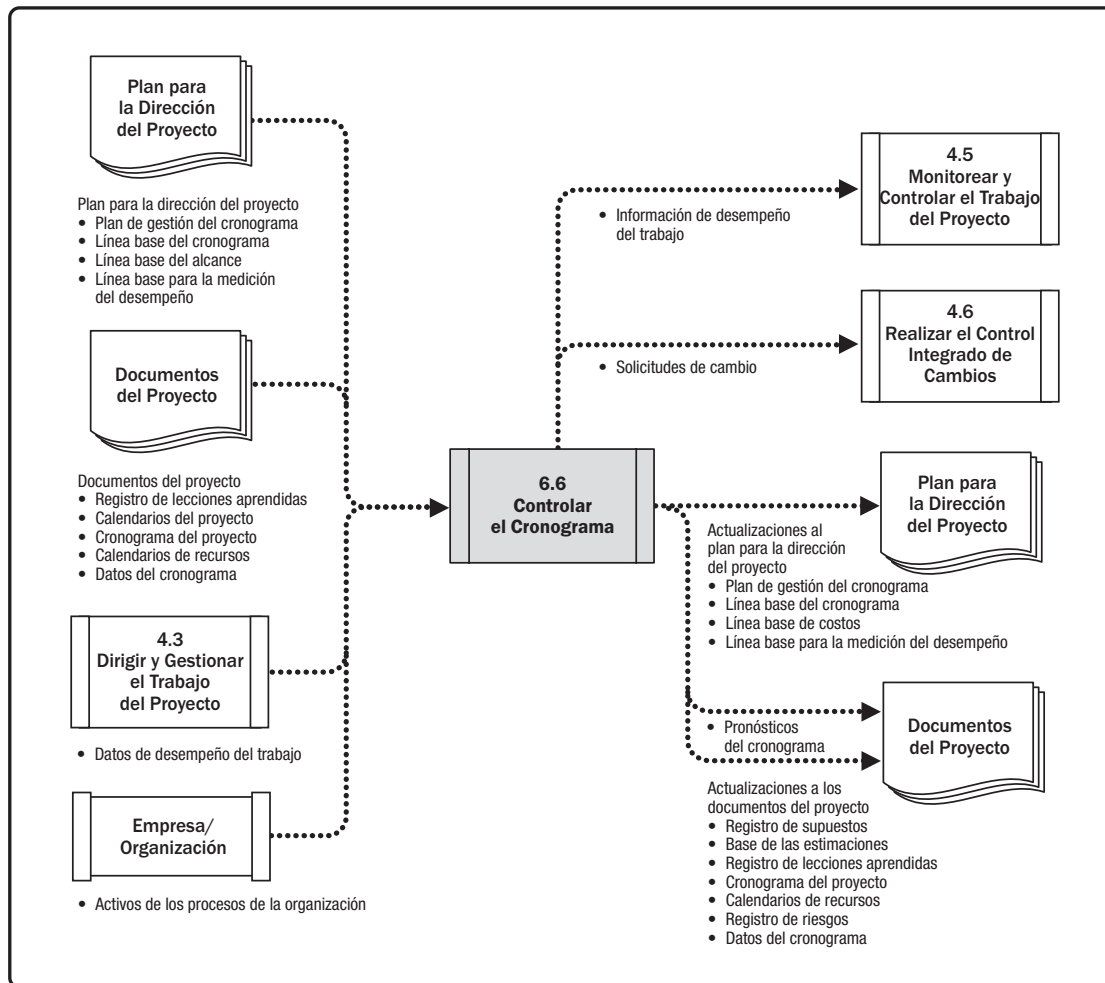 Plan para
la Dirección
del Proyecto
Plan para la dirección del proyecto
• Plan de gestión del cronograma
• Línea base del cronograma
• Línea base del alcance
• Línea base para la medición
del desempeño
Documentos
del Proyecto
Documentos del proyecto
• Registro de lecciones aprendidas
• Calendarios del proyecto
• Cronograma del proyecto
• Calendarios de recursos
• Datos del cronograma
4.3
Dirigir y Gestionar
el Trabajo
del Proyecto
• Datos de desempeño del trabajo
Empresa/
Organización
• Activos de los procesos de la organización
6.6
Controlar
el Cronograma
• Información de desempeño
del trabajo
4.5
Monitorear y
Controlar el Trabajo
del Proyecto
• Solicitudes de cambio
4.6
Realizar el Control
Integrado de
Cambios
Plan para
la Dirección
del Proyecto
Actualizaciones al
plan para la dirección
del proyecto
• Plan de gestión del cronograma
• Línea base del cronograma
• Línea base de costos
• Línea base para la medición del desempeño
• Pronósticos
del cronograma
Documentos
del Proyecto
Actualizaciones a los
documentos del proyecto
• Registro de supuestos
• Base de las estimaciones
• Registro de lecciones aprendidas
• Cronograma del proyecto
• Calendarios de recursos
• Registro de riesgos
• Datos del cronograma